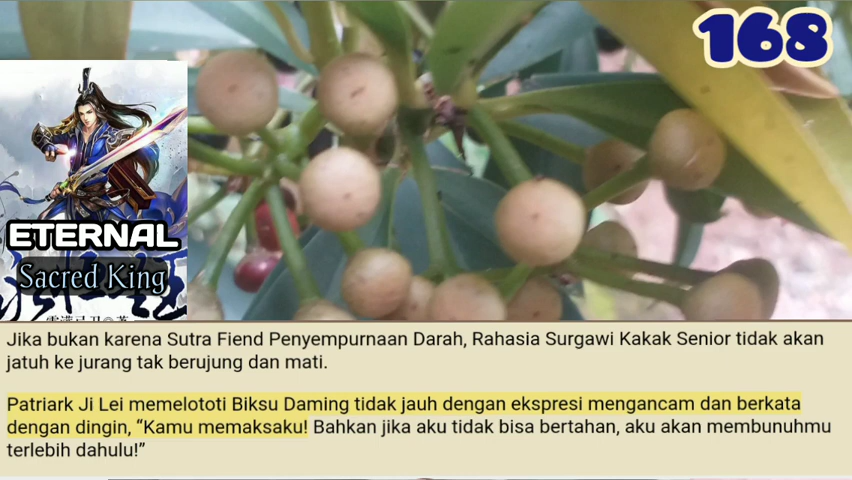 168
ETERNAL
Sacred King
Jika bukan karena Sutra Fiend Penyempurnaan Darah, Rahasia Surgawi Kakak Senior tidak akan
jatuh ke jurang tak berujung dan mati.
Patriark Ji Lei memelototi Biksu Daming tidak jauh dengan ekspresi mengancam dan berkata
dengan dingin, “Kamu memaksaku! Bahkan jika aku tidak bisa bertahan, aku akan membunuhmu
terlebih dahulu!”